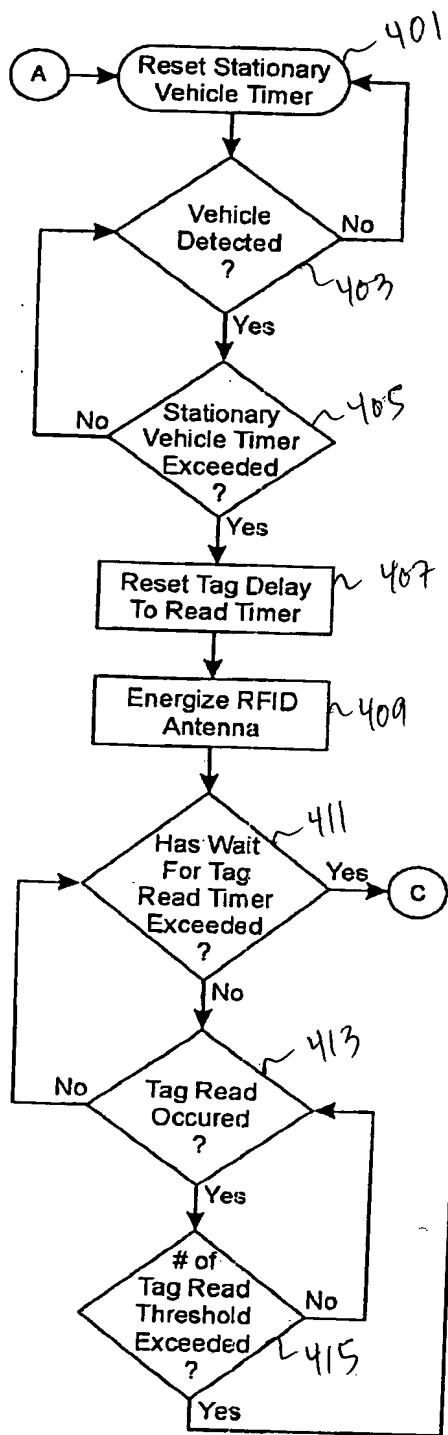 401
A
Reset Stationary
Vehicle Timer
Vehicle
Detected
?
No
403
Yes
No
Stationary
Vehicle Timer
Exceeded
?
405
Yes
Reset Tag Delay
To Read Timer
407
Energize RFID
Antenna
409
Has Wait
For Tag
Read Timer
Exceeded
?
411
Yes
C
No
413
No
Tag Read
Occured
?
Yes
# of
Tag Read
Threshold
Exceeded
?
No
415
Yes